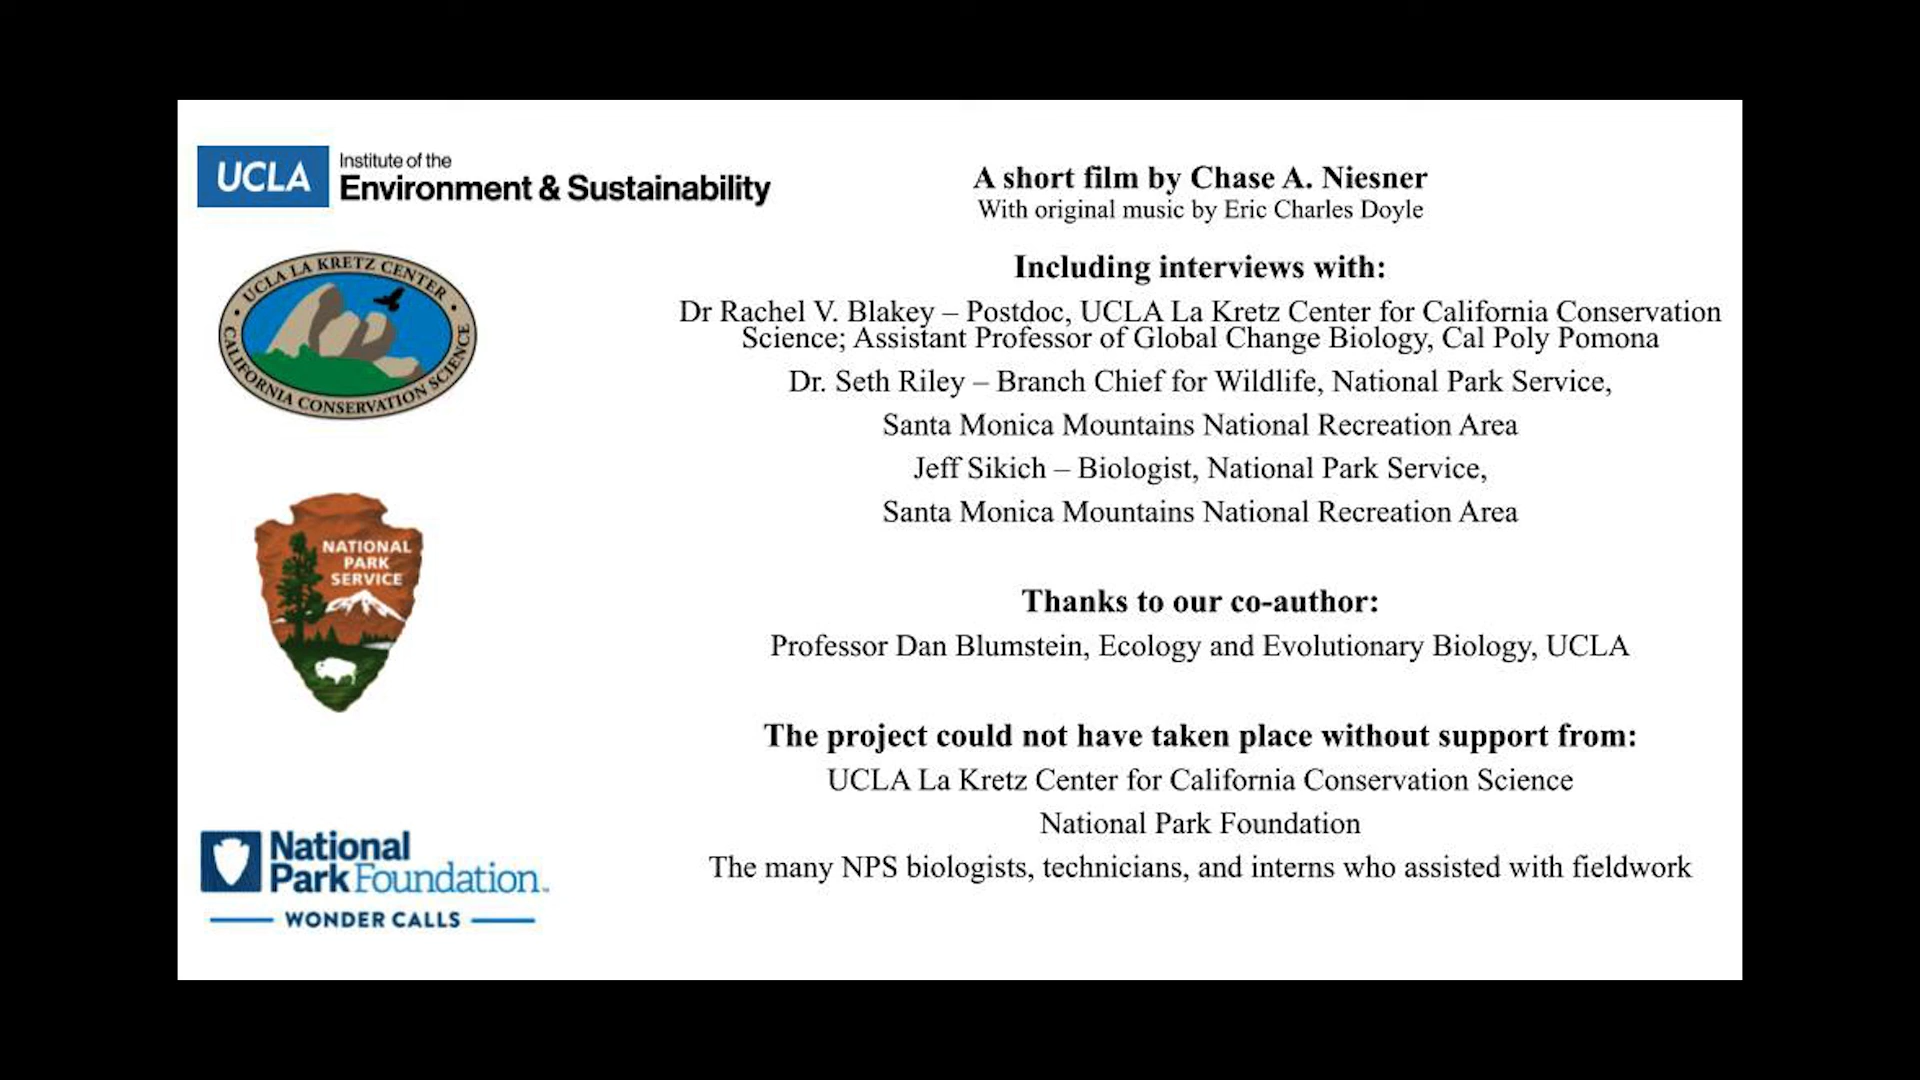 UCLA Institute of the
Environment & Sustainability
UCLA LA KRETZ CENTER
CALIFORNIA CONSERVATION SCIENCE
NATIONAL
PARK
SERVICE
National
Park Foundation™
WONDER CALLS
A short film by Chase A. Niesner
With original music by Eric Charles Doyle
Including interviews with:
Dr Rachel V. Blakey – Postdoc, UCLA La Kretz Center for California Conservation
Science; Assistant Professor of Global Change Biology, Cal Poly Pomona
Dr. Seth Riley – Branch Chief for Wildlife, National Park Service,
Santa Monica Mountains National Recreation Area
Jeff Sikich – Biologist, National Park Service,
Santa Monica Mountains National Recreation Area
Thanks to our co-author:
Professor Dan Blumstein, Ecology and Evolutionary Biology, UCLA
The project could not have taken place without support from:
UCLA La Kretz Center for California Conservation Science
National Park Foundation
The many NPS biologists, technicians, and interns who assisted with fieldwork